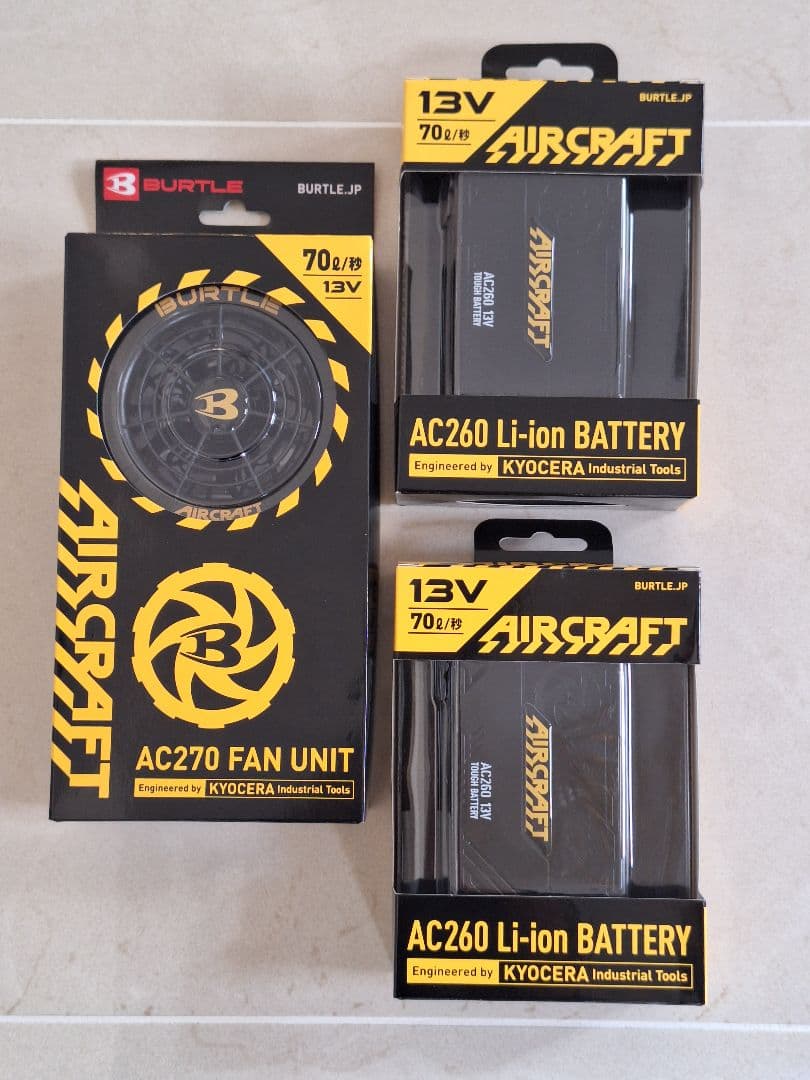 BURTLE
BURTLE.JP
70ℓ/秒
13V
BURTLE
B
AIRCRAFT
AIRCRAFT
B
AC270 FAN UNIT
Engineered by KYOCERA Industrial Tools
13V
70ℓ/秒
BURTLE.JP
AIRCRAFT
AIRCRAFT
AC260 13V
TOUGH BATTERY
AC260 Li-ion BATTERY
Engineered by KYOCERA Industrial Tools
13V
70ℓ/秒
BURTLE.JP
AIRCRAFT
AIRCRAFT
AC260 13V
TOUGH BATTERY
AC260 Li-ion BATTERY
Engineered by KYOCERA Industrial Tools